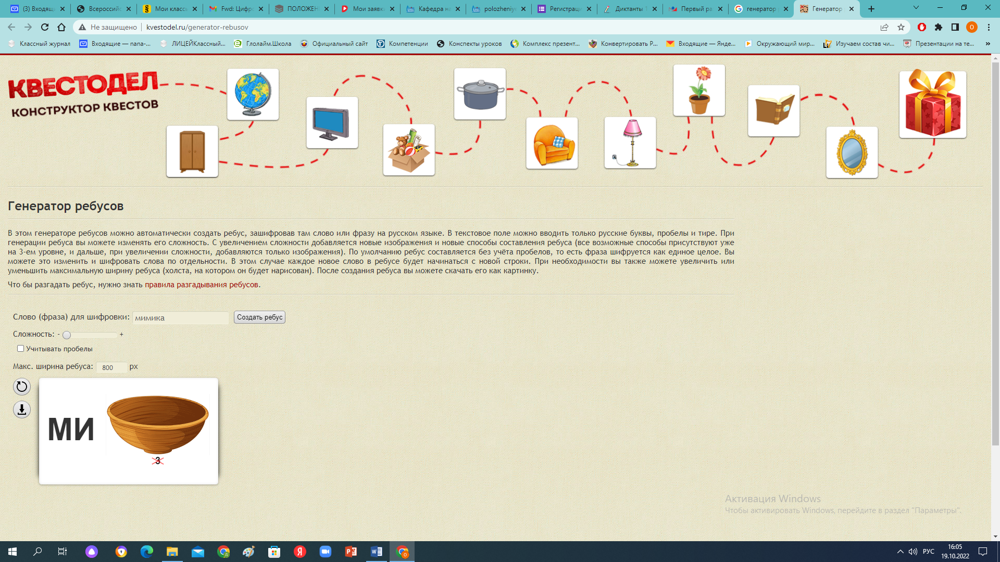 (3) Входящ
Всероссийс
Мои классы
Fwd: Цифро
ПОЛОЖЕН
Мои заявк
Кафедра на
polozheniye
Регистраци
Диктанты 1
Первый ра
генератор
Генератор
Не защищено
kvestodel.ru/generator-rebusov
О
Классный журнал
Входящие — nana-...
ЛИЦЕЙКлассный...
Глолайм.Школа
Официальный сайт
Компетенции
Конспекты уроков
Комплекс презент...
Конвертировать Р...
Входящие — Янде...
Окружающий мир...
Изучаем состав чи...
Презентации на те...
КВЕСТОДЕЛ
КОНСТРУКТОР КВЕСТОВ
Генератор ребусов
В этом генераторе ребусов можно автоматически создать ребус, зашифровав там слово или фразу на русском языке. В текстовое поле можно вводить только русские буквы, пробелы и тире. При
генерации ребуса вы можете изменять его сложность. С увеличением сложности добавляется новые изображения и новые способы составления ребуса (все возможные способы присутствуют уже
на 3-ем уровне, и дальше, при увеличении сложности, добавляются только изображения). По умолчанию ребус составляется без учёта пробелов, то есть фраза шифруется как единое целое. Вы
можете это изменить и шифровать слова по отдельности. В этом случае каждое новое слово в ребусе будет начинаться с новой строки. При необходимости вы также можете увеличить или
уменьшить максимальную ширину ребуса (холста, на котором он будет нарисован). После создания ребуса вы можете скачать его как картинку.
Что бы разгадать ребус, нужно знать правила разгадывания ребусов.
Слово (фраза) для шифровки: мимика Создать ребус
Сложность: - +
Учитывать пробелы
Макс. ширина ребуса: 800 px
МИ
3
Активация Windows
Чтобы активировать Windows, перейдите в раздел "Параметры".
РУС
16:05
19.10.2022